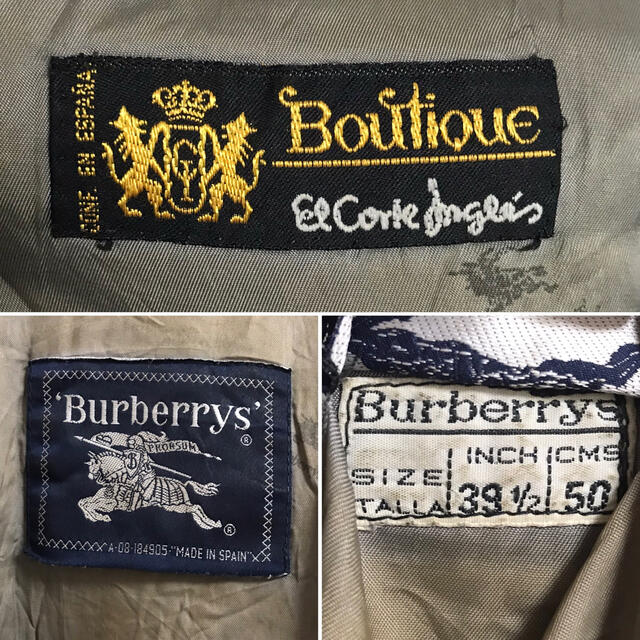 CONF. EN ESPAÑA
Boutique
El Corte Inglés
'Burberrys'
®
PRORSUM
®
A-08-184905-"MADE IN SPAIN"
Burberrys
INCH CMS
SIZE
TALLA 39 ½ 50